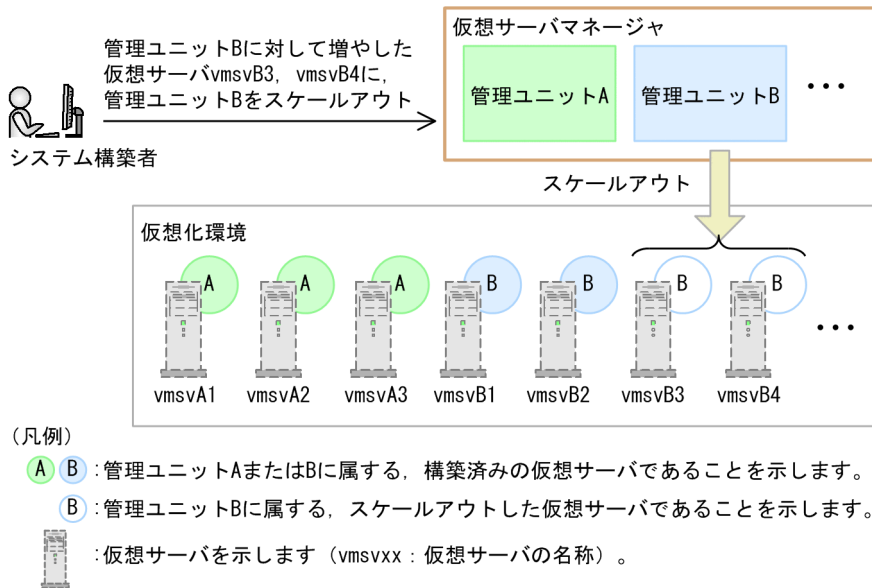 仮想サーバマネージャ
管理ユニットBに対して増やした
仮想サーバvmsvB3，vmsvB4に，
管理ユニットBをスケールアウト
管理ユニットA
管理ユニットB
・・・
システム構築者
スケールアウト
仮想化環境
A A A B B B B
・・・
vmsvA1 vmsvA2 vmsvA3 vmsvB1 vmsvB2 vmsvB3 vmsvB4
（凡例）
A B ：管理ユニットAまたはBに属する，構築済みの仮想サーバであることを示します。
B ：管理ユニットBに属する，スケールアウトした仮想サーバであることを示します。
：仮想サーバを示します（vmsvxx：仮想サーバの名称）。